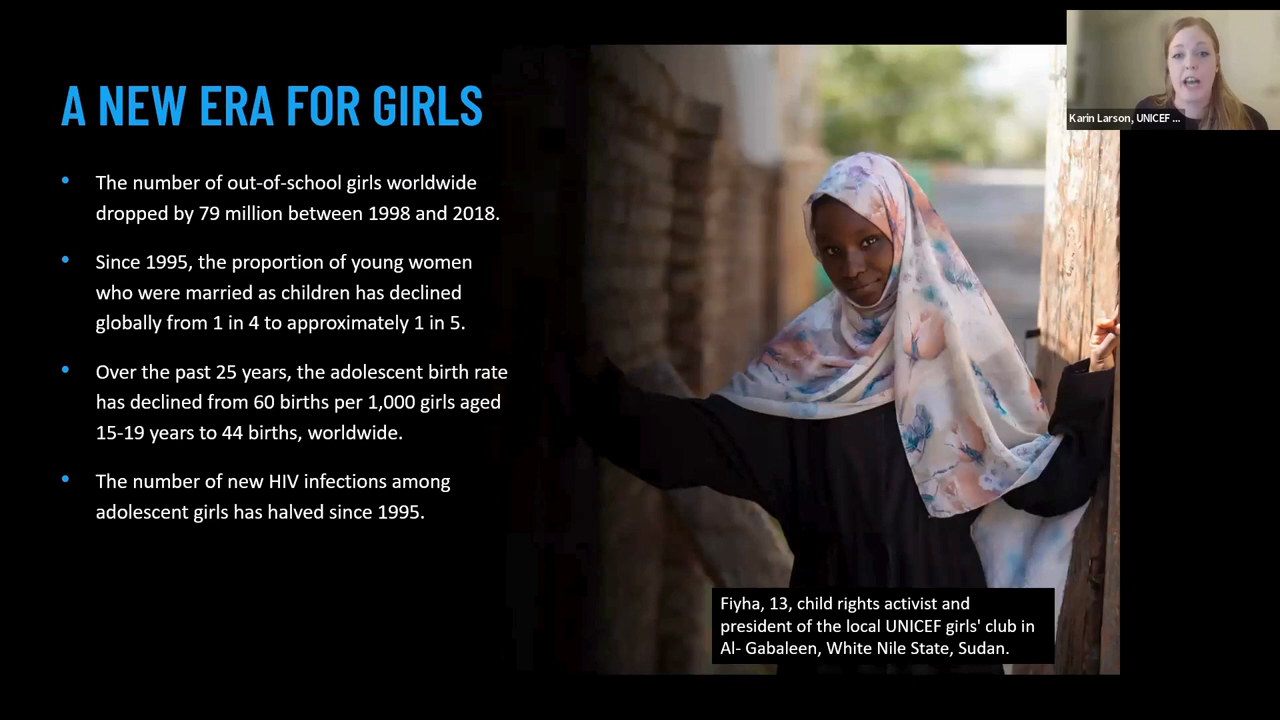 A NEW ERA FOR GIRLS
The number of out-of-school girls worldwide
dropped by 79 million between 1998 and 2018.
Since 1995, the proportion of young women
who were married as children has declined
globally from 1 in 4 to approximately 1 in 5.
Over the past 25 years, the adolescent birth rate
has declined from 60 births per 1,000 girls aged
15-19 years to 44 births, worldwide.
The number of new HIV infections among
adolescent girls has halved since 1995.
Fiyha, 13, child rights activist and
president of the local UNICEF girls' club in
Al- Gabaleen, White Nile State, Sudan.
Karin Larson, UNICEF ...